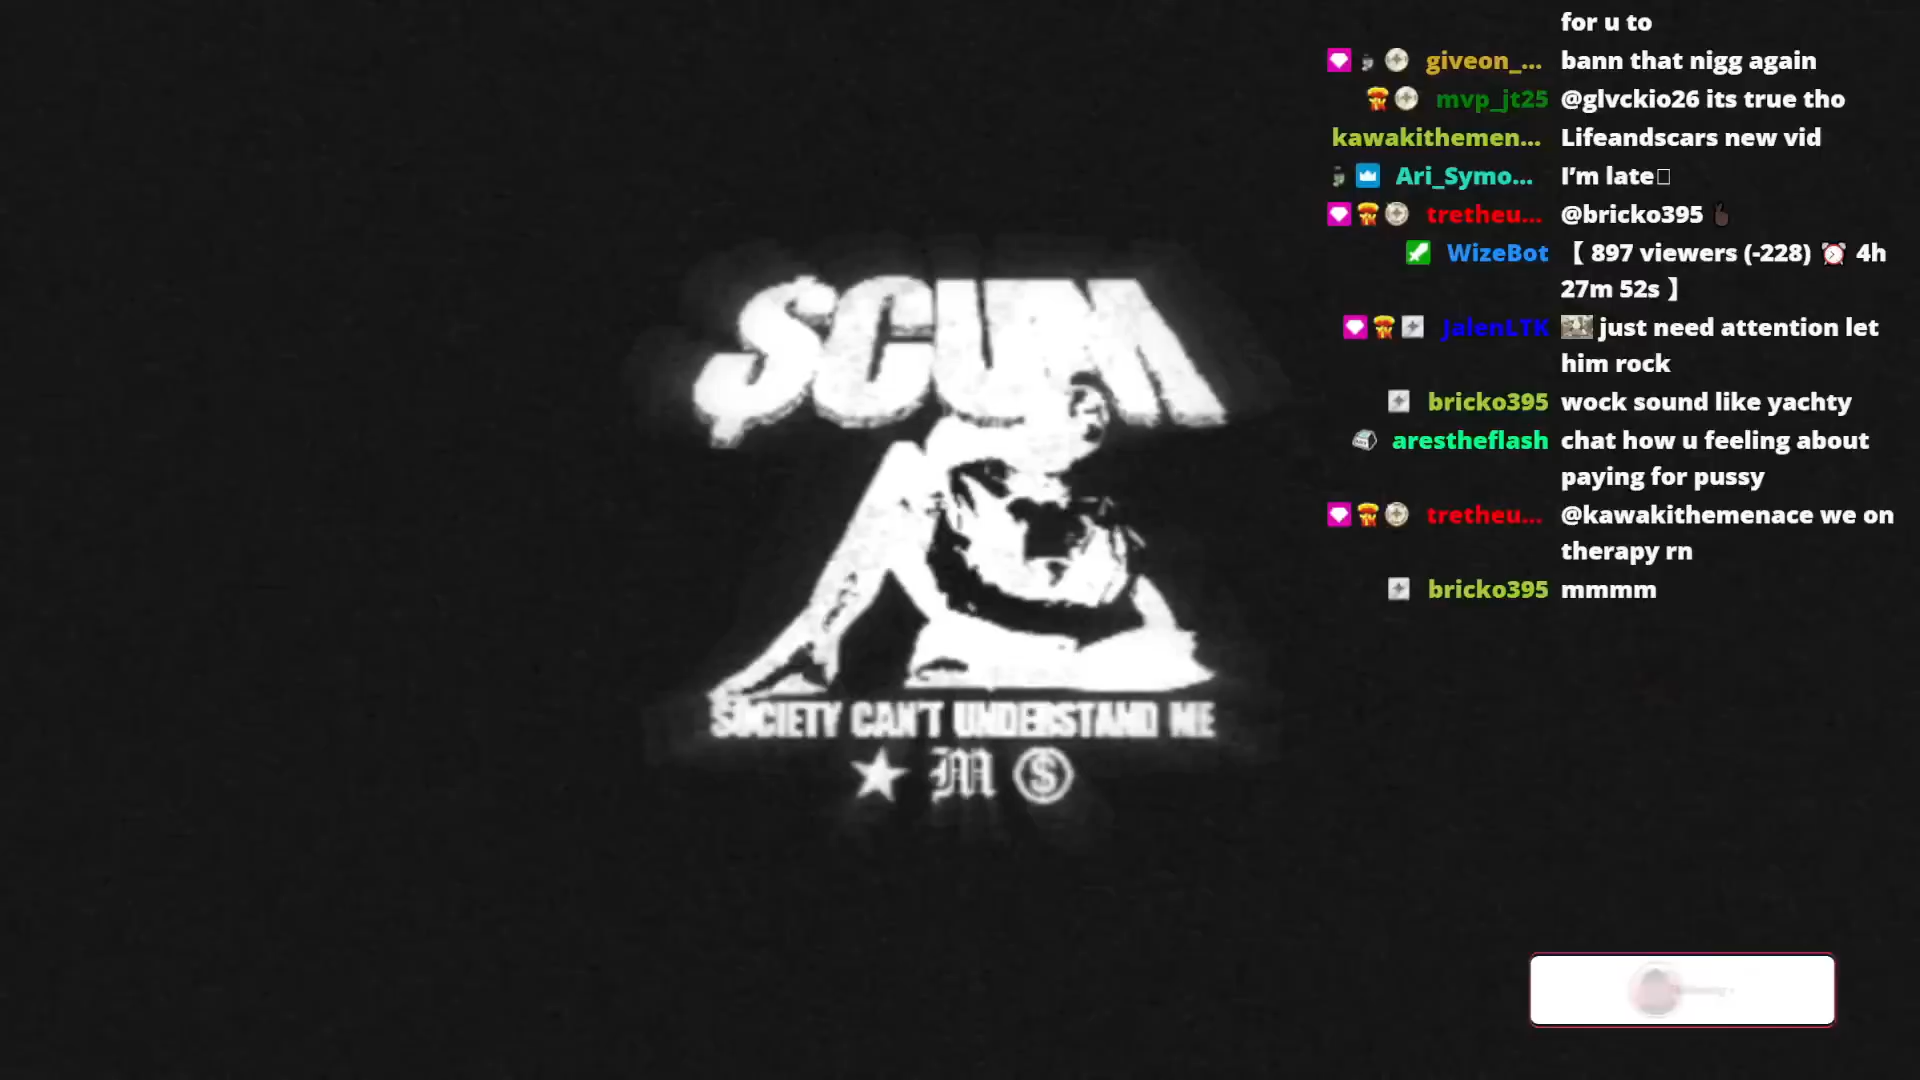 for u to
giveon_... bann that nigg again
mvp_jt25 @glvckio26 its true tho
kawakithemen... Lifeandscars new vid
Ari_Symo... I'm late
tretheu... @bricko395
WizeBot 【 897 viewers (-228) ⏰ 4h
27m 52s 】
JalenLTK just need attention let
him rock
bricko395 wock sound like yachty
arestheflash chat how u feeling about
paying for pussy
tretheu... @kawakithemenace we on
therapy rn
bricko395 mmmm
$CUM
SOCIETY CAN'T UNDERSTAND ME
★ M $